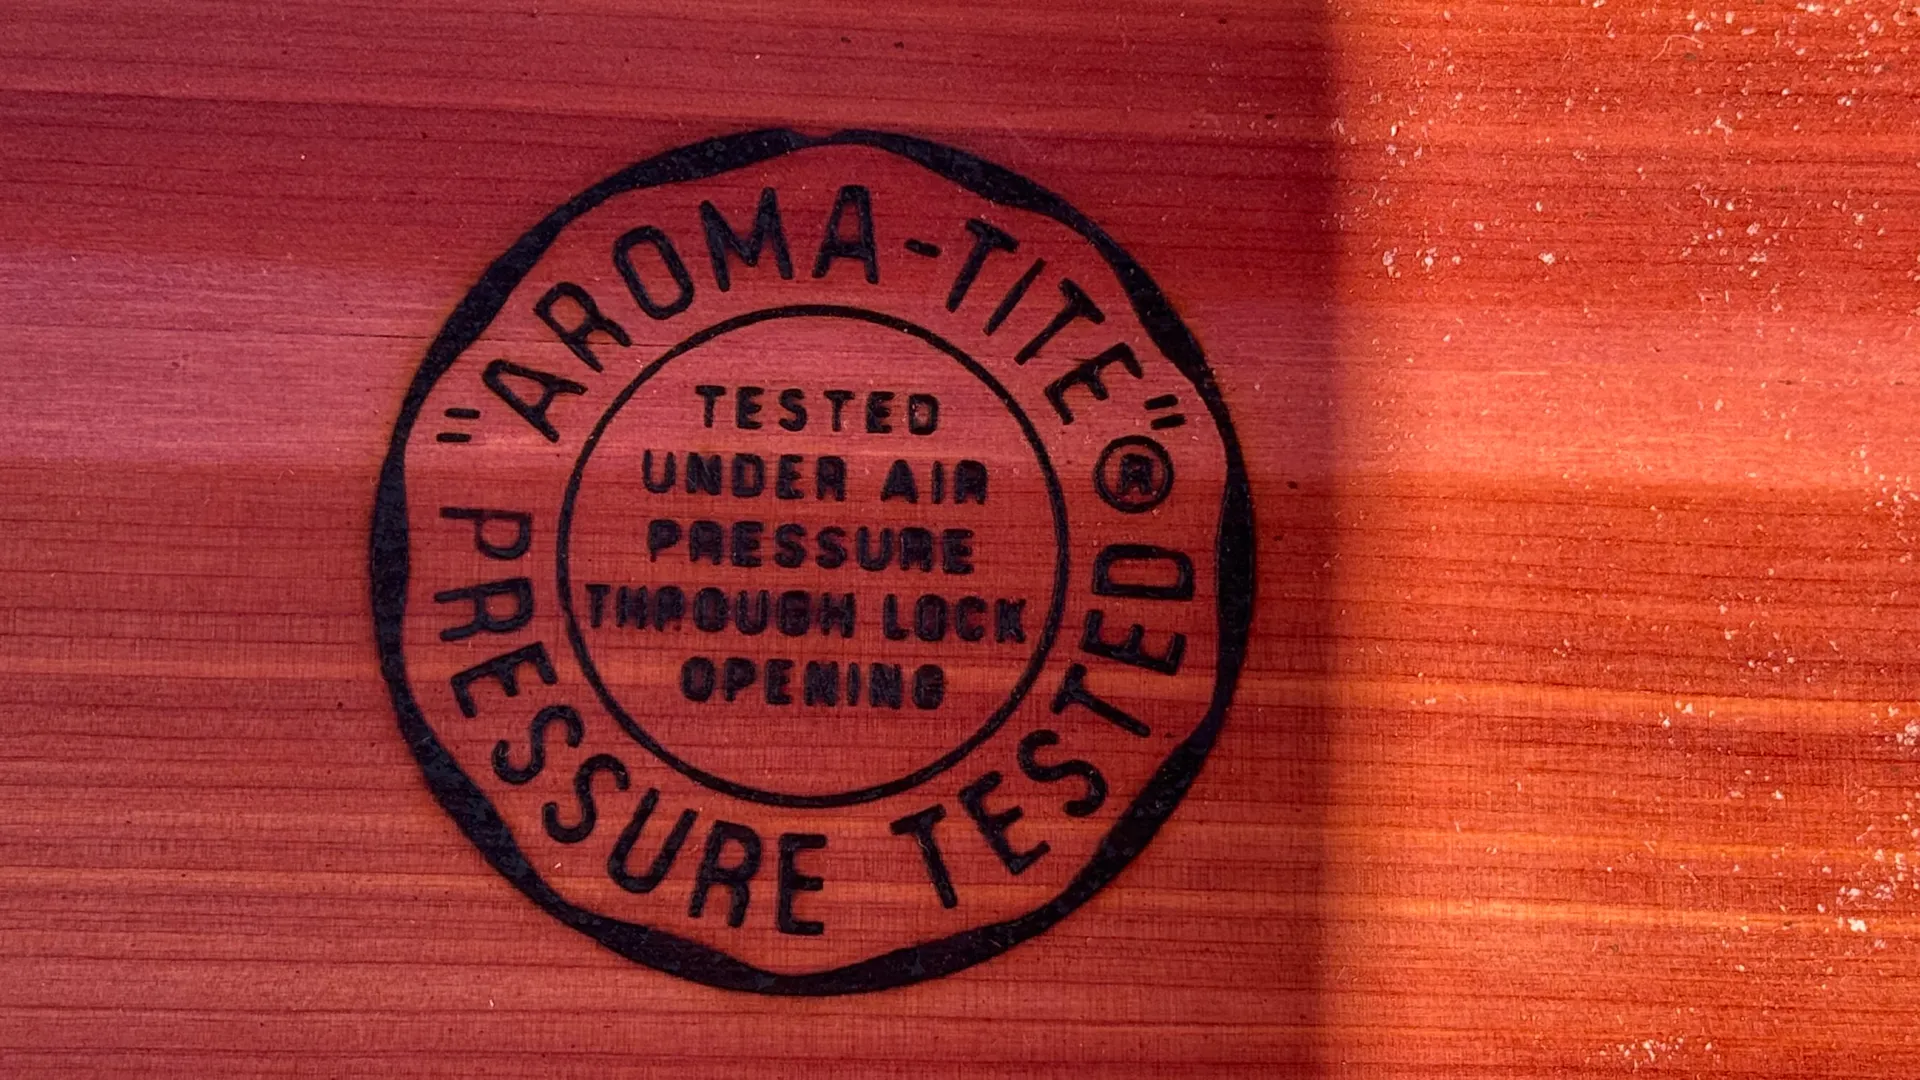 "AROMA-TITE"®
TESTED
UNDER AIR
PRESSURE
THROUGH LOCK
OPENING
PRESSURE TESTED